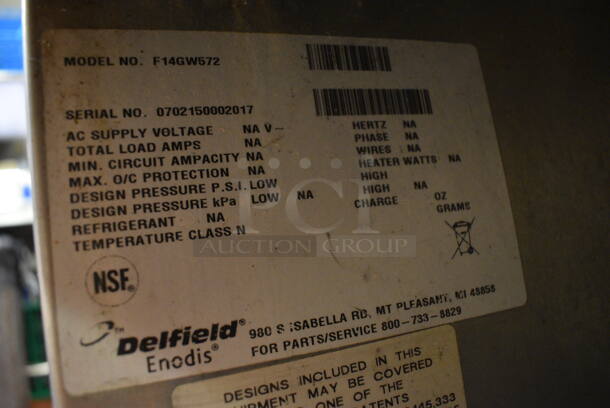 MODEL NO. F14GW572
SERIAL NO. 0702150002017
AC SUPPLY VOLTAGE NA V~ HERTZ NA
TOTAL LOAD AMPS NA PHASE NA
MIN. CIRCUIT AMPACITY NA WIRES NA
MAX. O/C PROTECTION NA HEATER WATTS NA
DESIGN PRESSURE P.S.I. LOW HIGH
DESIGN PRESSURE kPa LOW NA HIGH NA
REFRIGERANT NA CHARGE OZ
TEMPERATURE CLASS N GRAMS
PCI
AUCTION GROUP
NSF®
Delfield®
Enodis®
980 S ISABELLA RD. MT PLEASANT, MI 48858
FOR PARTS/SERVICE 800-733-8829
DESIGNS INCLUDED IN THIS
MAY BE COVERED
ONE OF THE